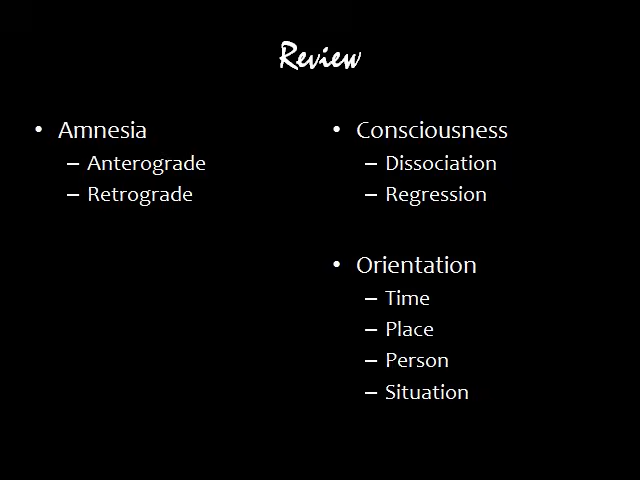 Review
• Amnesia
– Anterograde
– Retrograde
• Consciousness
– Dissociation
– Regression
• Orientation
– Time
– Place
– Person
– Situation